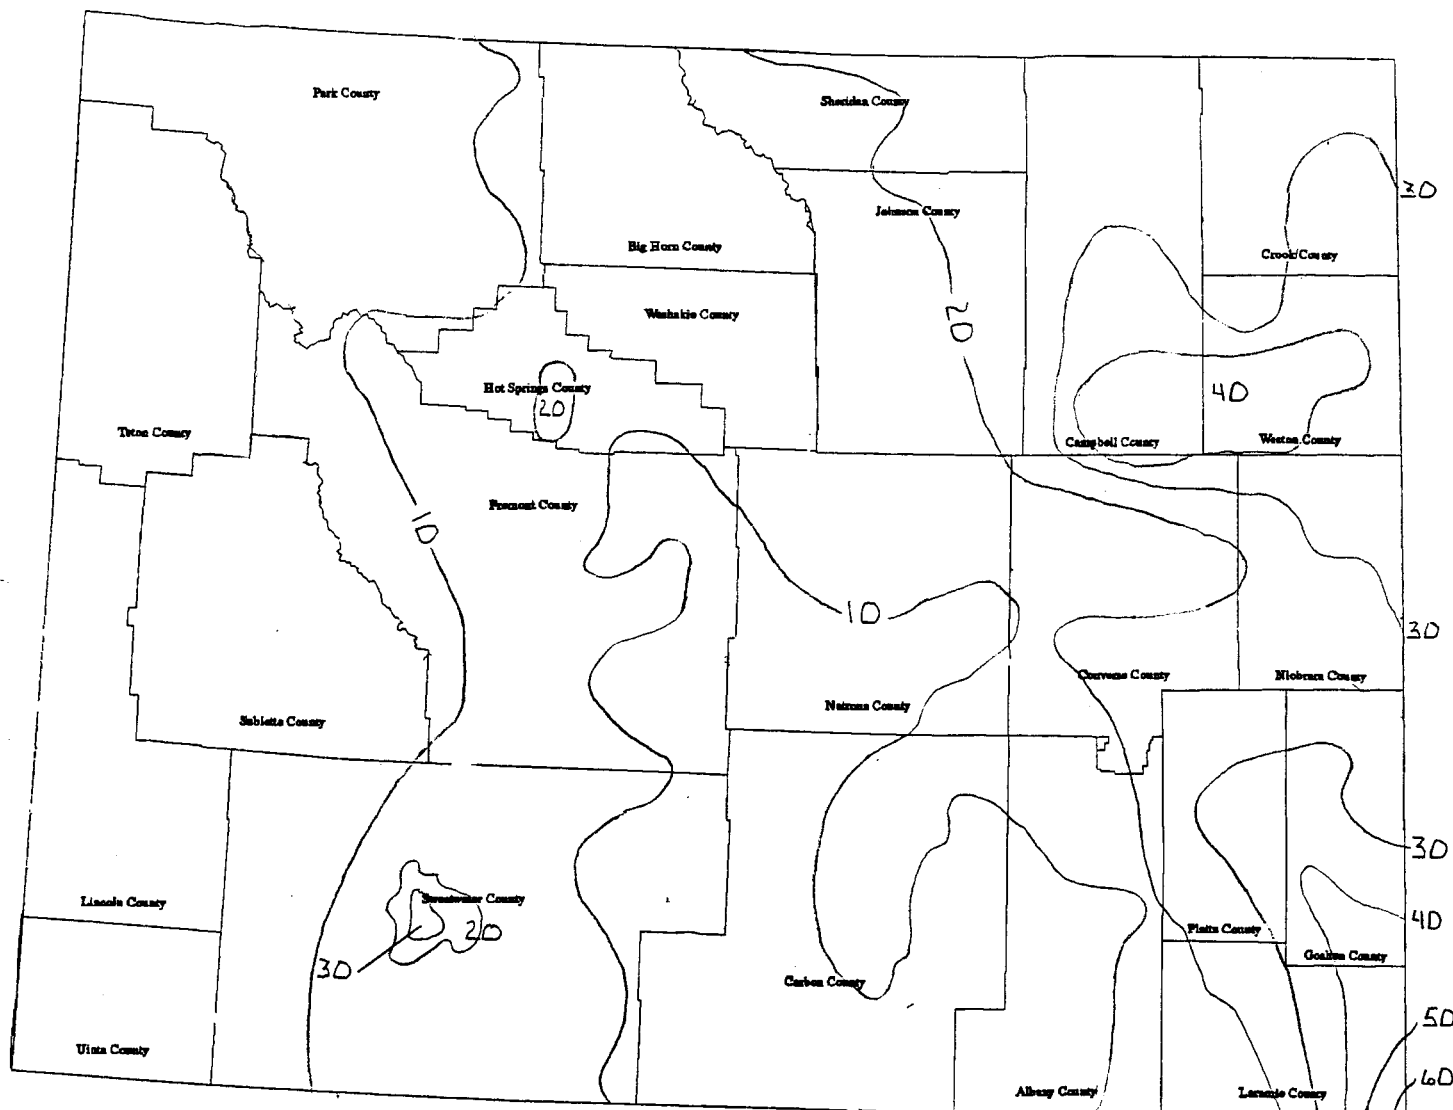 Park County
Sheridan County
30
Johnson County
Big Horn County
Crook County
Washakie County
20
Hot Springs County
20
40
Teton County
Campbell County
Weston County
Fremont County
10
10
30
Converse County
Niobrara County
Natrona County
Sublette County
30
Lincoln County
Sweetwater County
20
40
Platte County
Goshen County
30
Carbon County
50
Uinta County
60
Albany County
Laramie County